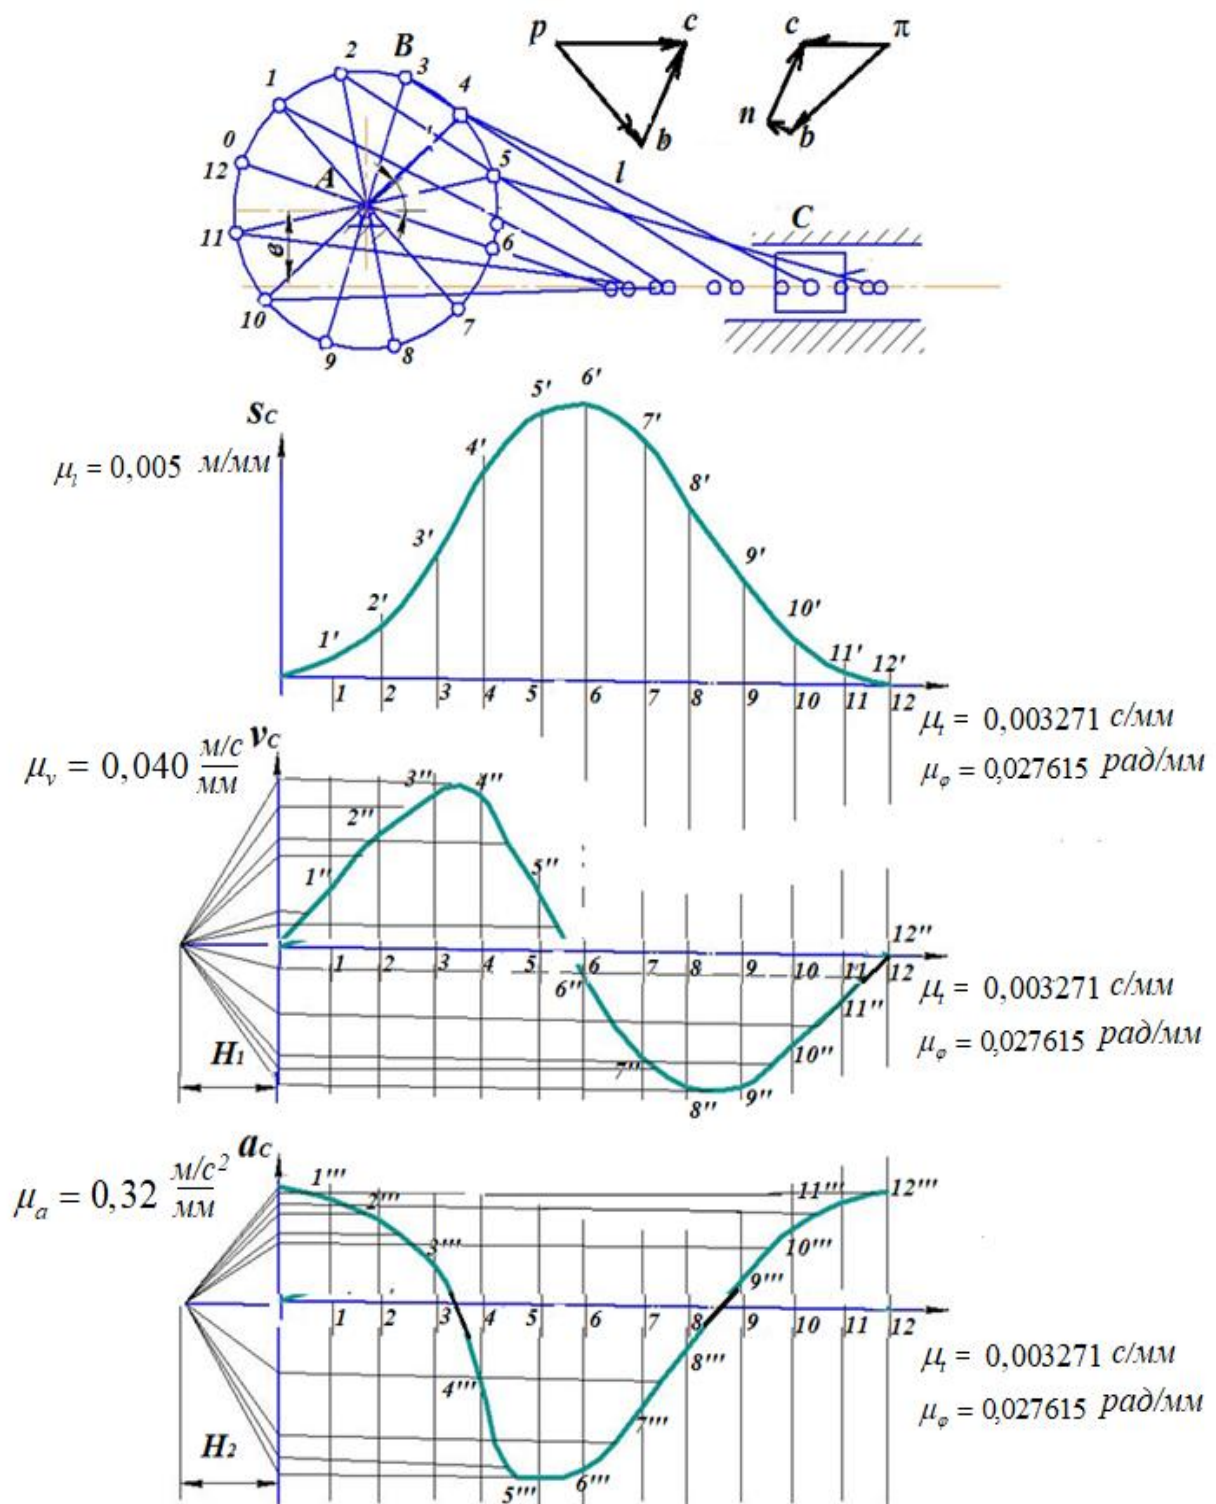 p c c π
n b
b
0 1 2 B 3 4
12 A 5
l C
11 в 6
10 9 8 7
Sc
μl = 0,005 м/мм
1' 2' 3' 4' 5' 6' 7' 8' 9' 10' 11' 12'
1 2 3 4 5 6 7 8 9 10 11 12
μt = 0,003271 с/мм
μφ = 0,027615 рад/мм
vC
μv = 0,040 м/с / мм
1'' 2'' 3'' 4'' 5'' 12''
1 2 3 4 5 6 7 8 9 10 11 12
6'' 7'' 8'' 9'' 10'' 11''
H1
μt = 0,003271 с/мм
μφ = 0,027615 рад/мм
aC
μa = 0,32 м/с² / мм
1''' 2''' 3''' 9''' 10''' 11''' 12'''
1 2 3 4 5 6 7 8 9 10 11 12
4''' 5''' 6''' 7''' 8'''
H2
μt = 0,003271 с/мм
μφ = 0,027615 рад/мм